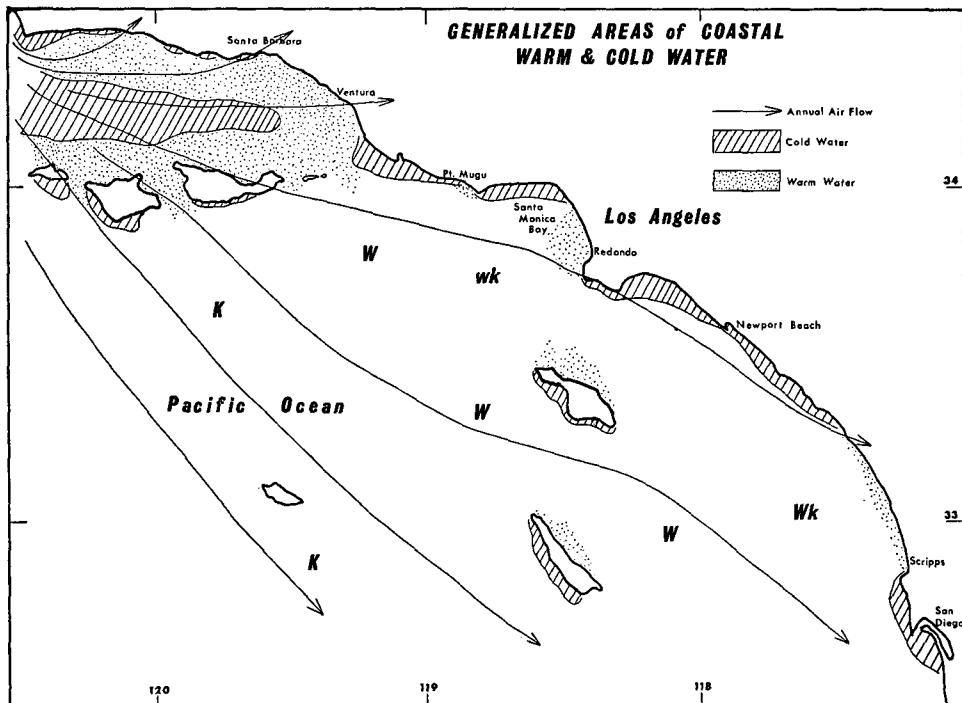 GENERALIZED AREAS of COASTAL
WARM & COLD WATER
Santa Barbara
Ventura
Annual Air Flow
Cold Water
Warm Water
Pt. Mugu
34
Santa
Monica
Bay
Los Angeles
Redondo
W
wk
K
Newport Beach
Pacific Ocean
W
33
K
W
Wk
Scripps
San
Diego
120
119
118